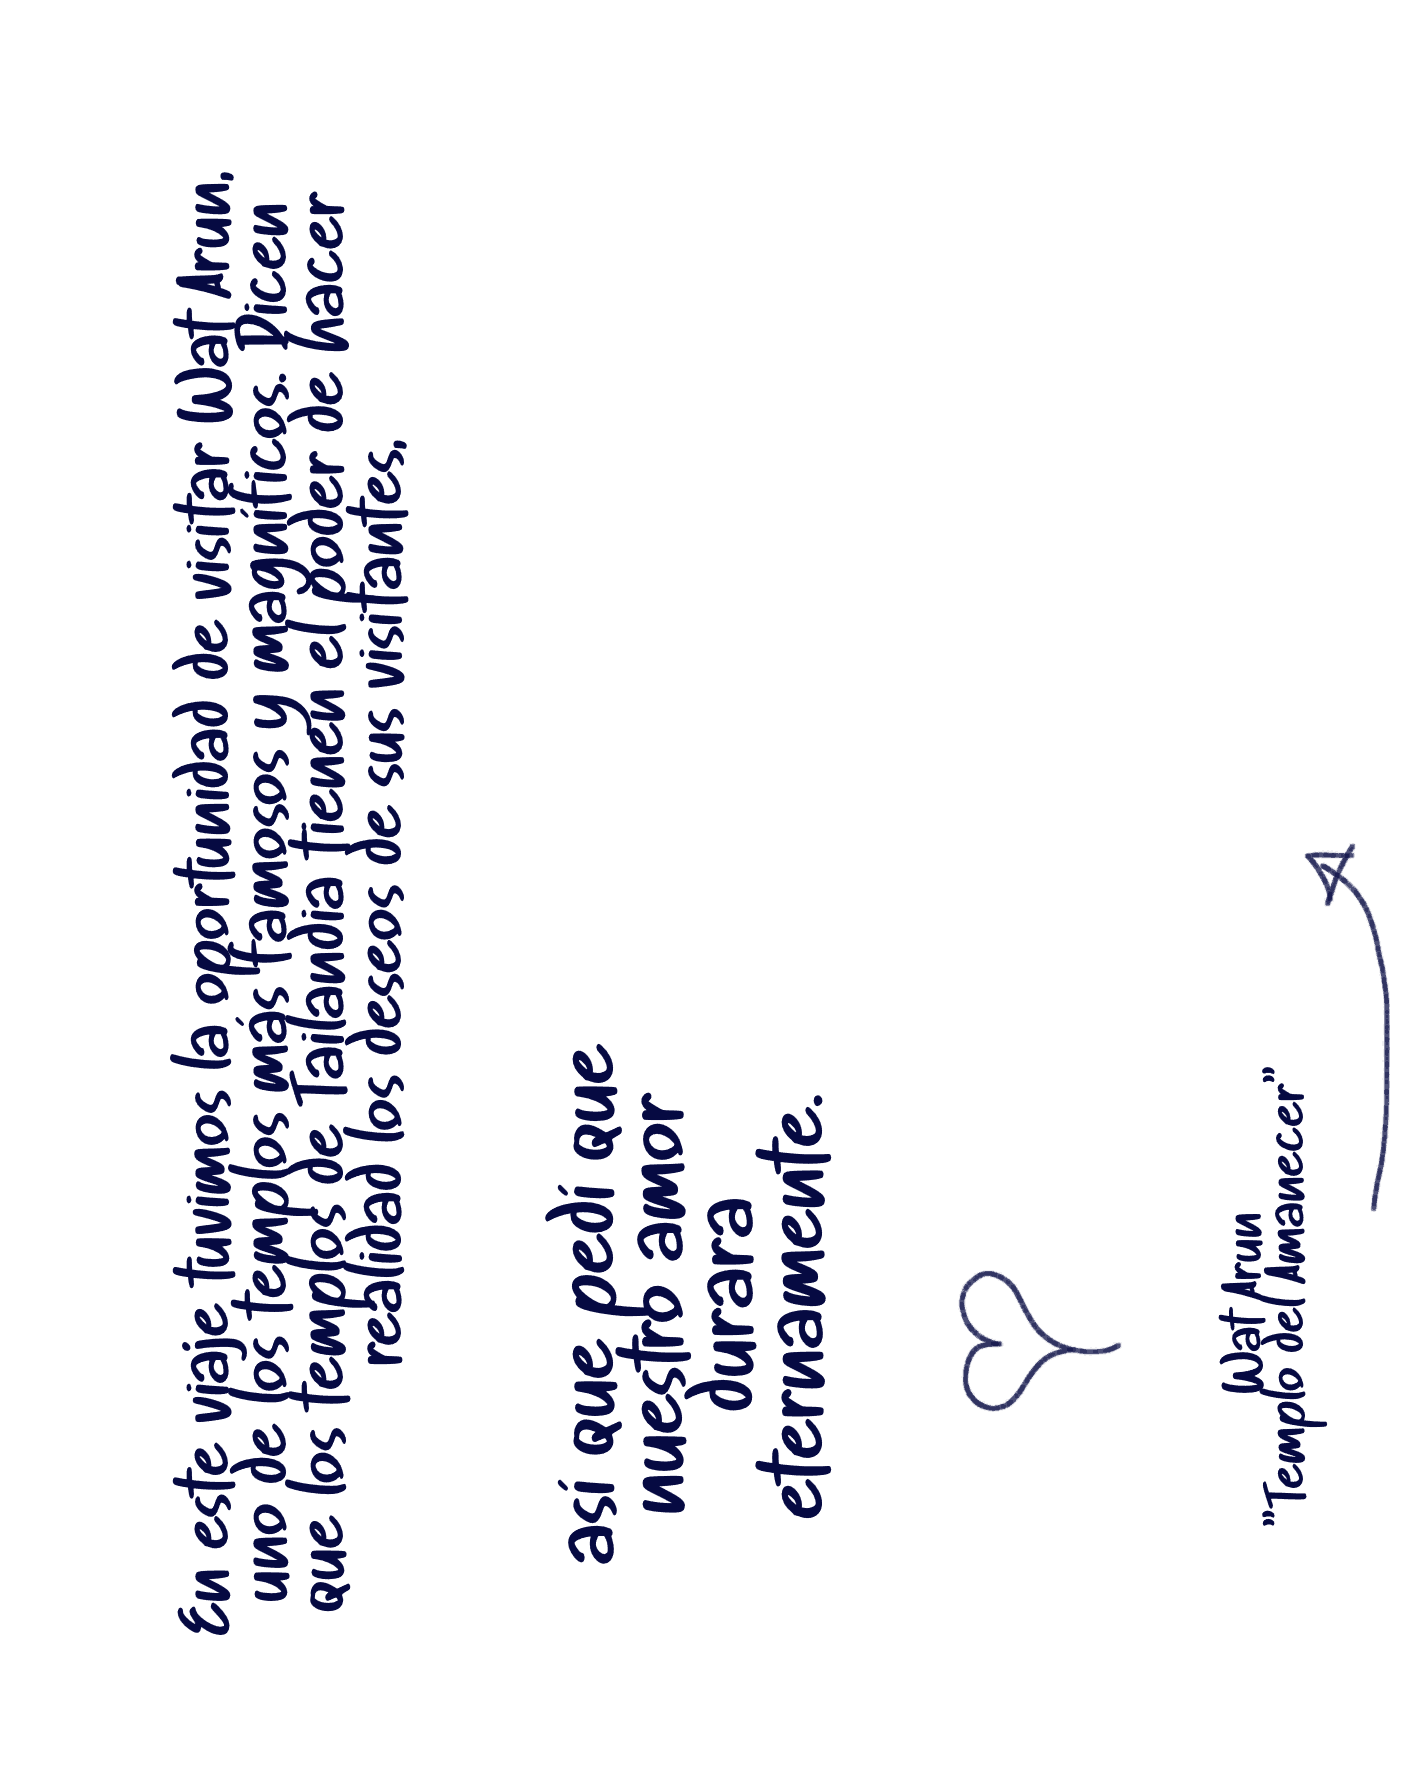 En este viaje tuvimos la oportunidad de visitar Wat Arun,
uno de los templos más famosos y magníficos. Dicen
que los templos de Tailandia tienen el poder de hacer
realidad los deseos de sus visitantes,
así que pedí que
nuestro amor
durara
eternamente.
Wat Arun
"Templo del Amanecer"